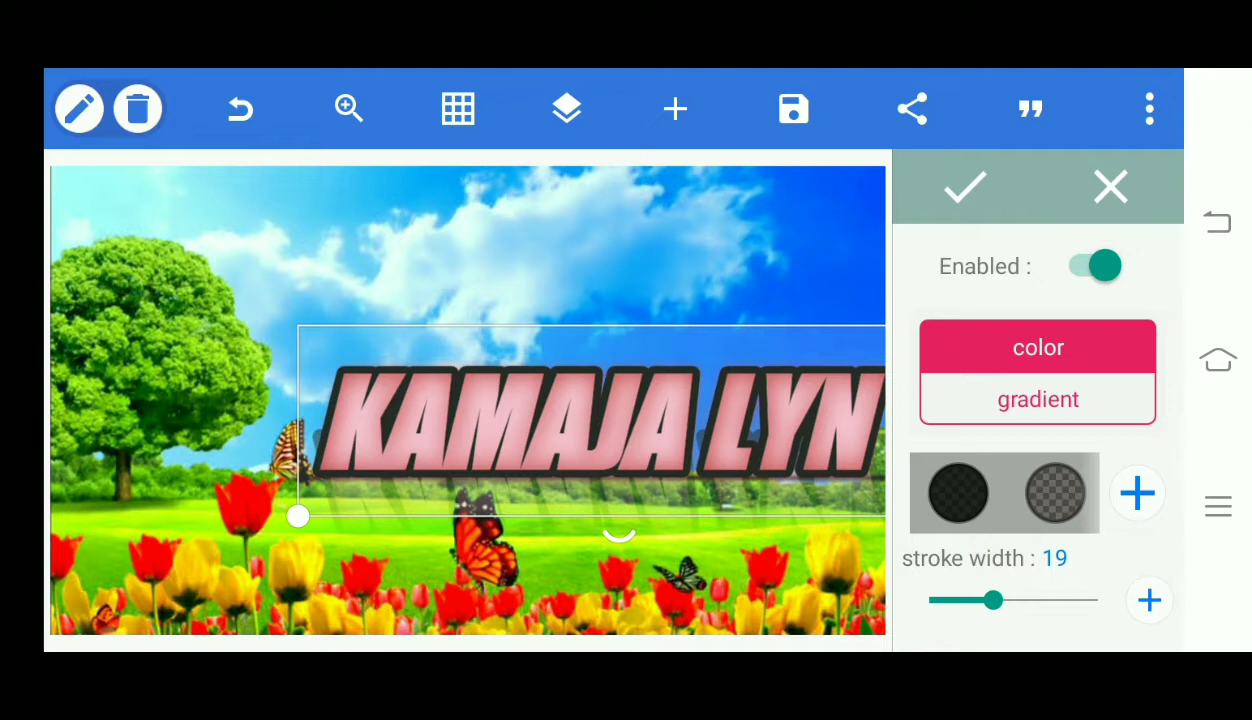 Enabled :
color
gradient
KAMAJA LYN
stroke width : 19